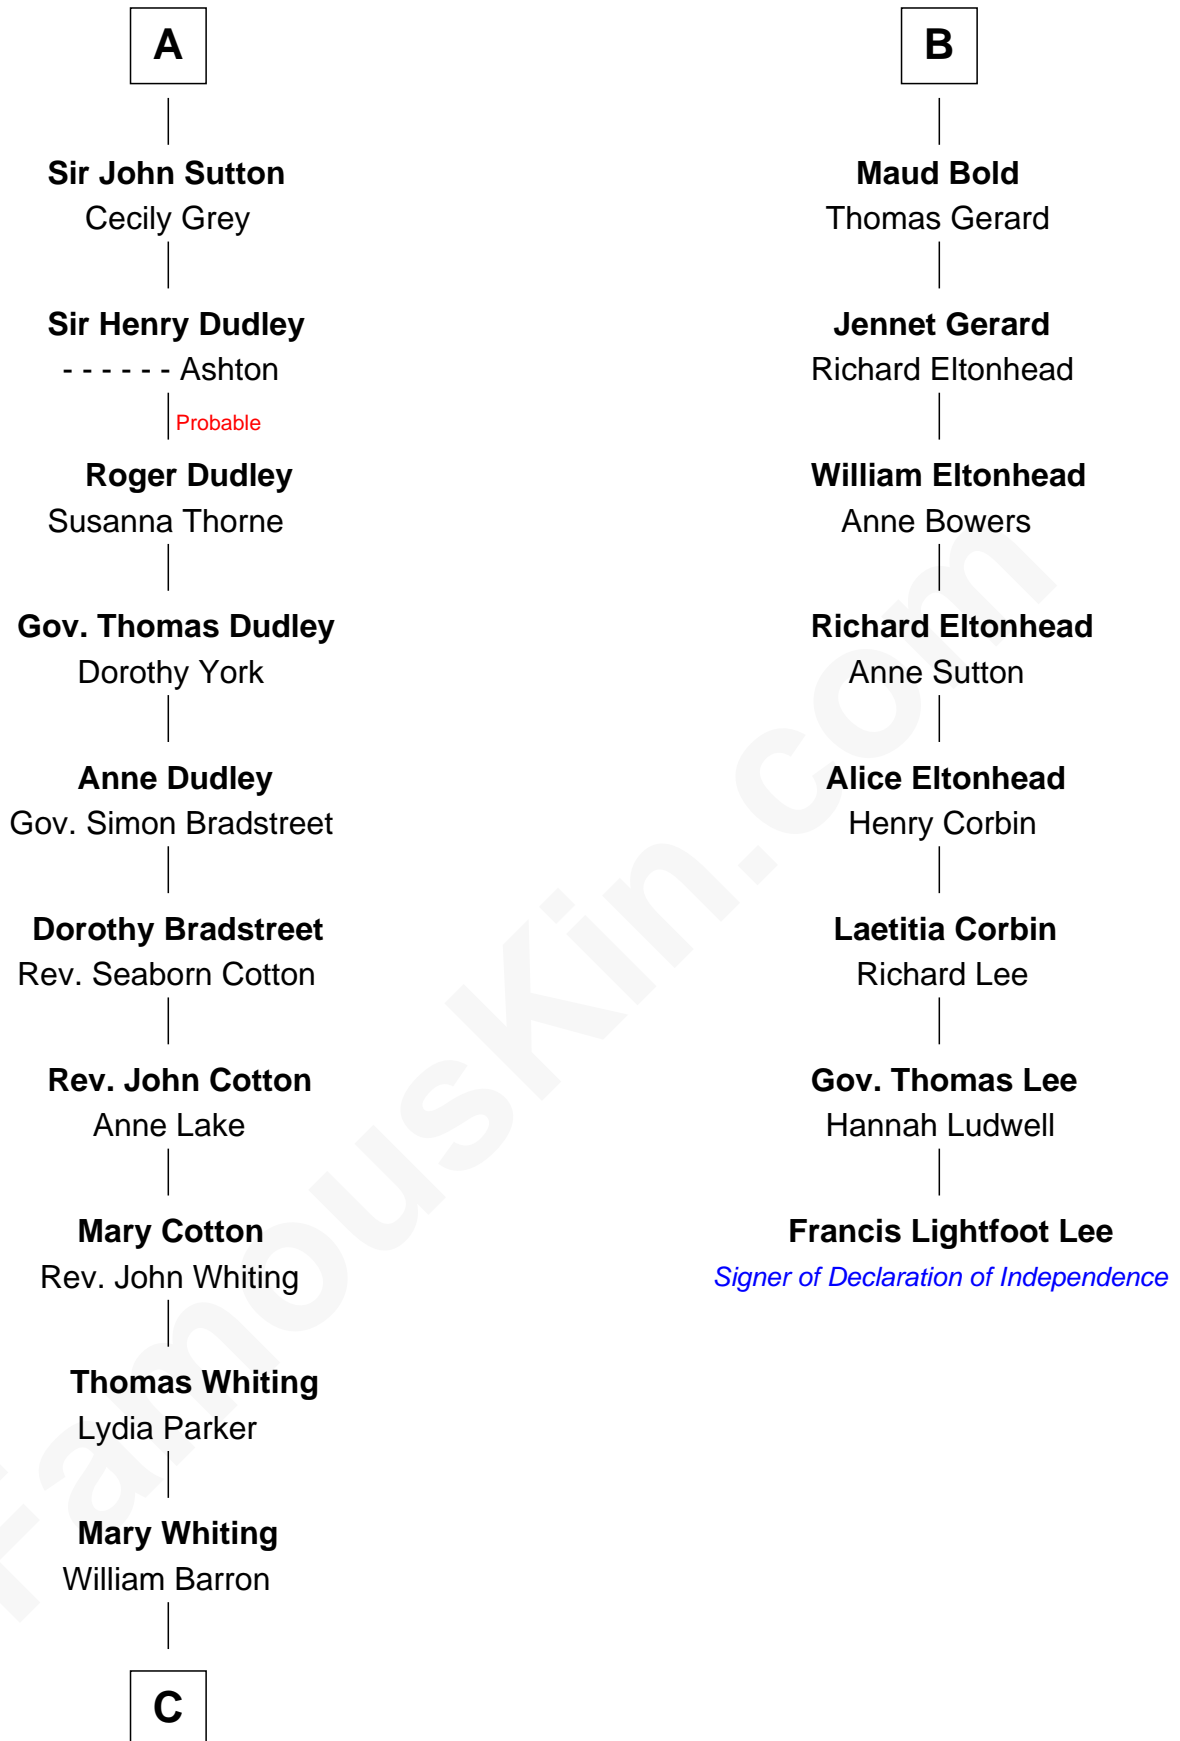 A
Sir John Sutton
Cecily Grey
Sir Henry Dudley
- - - - - - Ashton
Probable
Roger Dudley
Susanna Thorne
Gov. Thomas Dudley
Dorothy York
Anne Dudley
Gov. Simon Bradstreet
Dorothy Bradstreet
Rev. Seaborn Cotton
Rev. John Cotton
Anne Lake
Mary Cotton
Rev. John Whiting
Thomas Whiting
Lydia Parker
Mary Whiting
William Barron
C
B
Maud Bold
Thomas Gerard
Jennet Gerard
Richard Eltonhead
William Eltonhead
Anne Bowers
Richard Eltonhead
Anne Sutton
Alice Eltonhead
Henry Corbin
Laetitia Corbin
Richard Lee
Gov. Thomas Lee
Hannah Ludwell
Francis Lightfoot Lee
Signer of Declaration of Independence
FamousKin.com